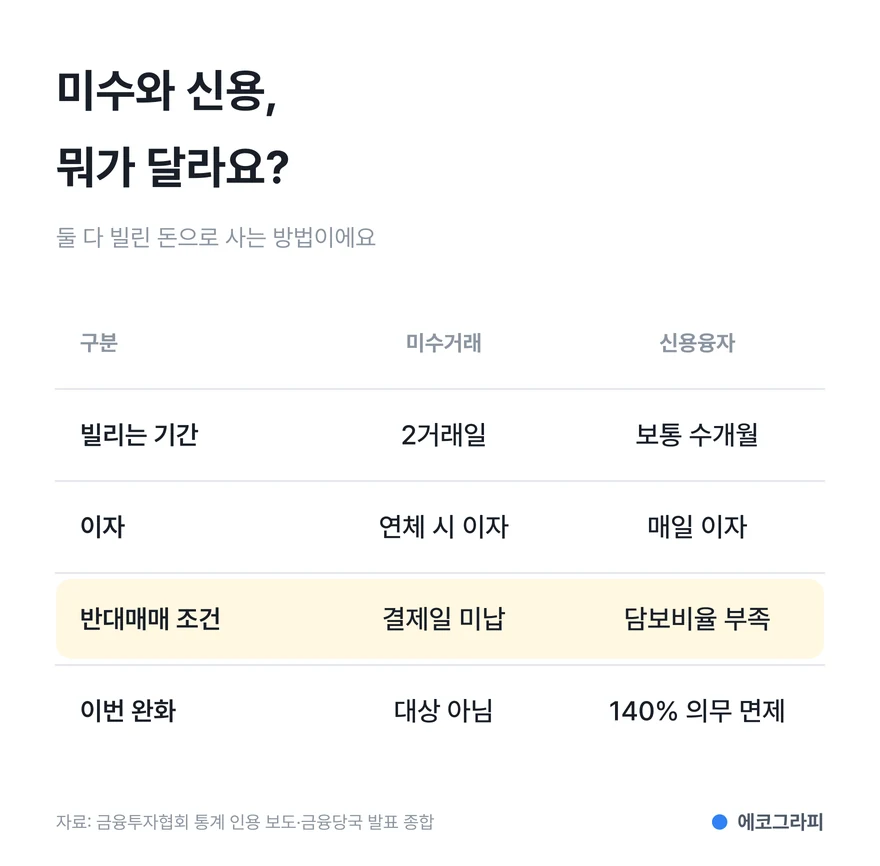 미수와 신용,
뭐가 달라요?
둘 다 빌린 돈으로 사는 방법이에요
구분 미수거래 신용융자
빌리는 기간 2거래일 보통 수개월
이자 연체 시 이자 매일 이자
반대매매 조건 결제일 미납 담보비율 부족
이번 완화 대상 아님 140% 의무 면제
자료: 금융투자협회 통계 인용 보도·금융당국 발표 종합 에코그라피